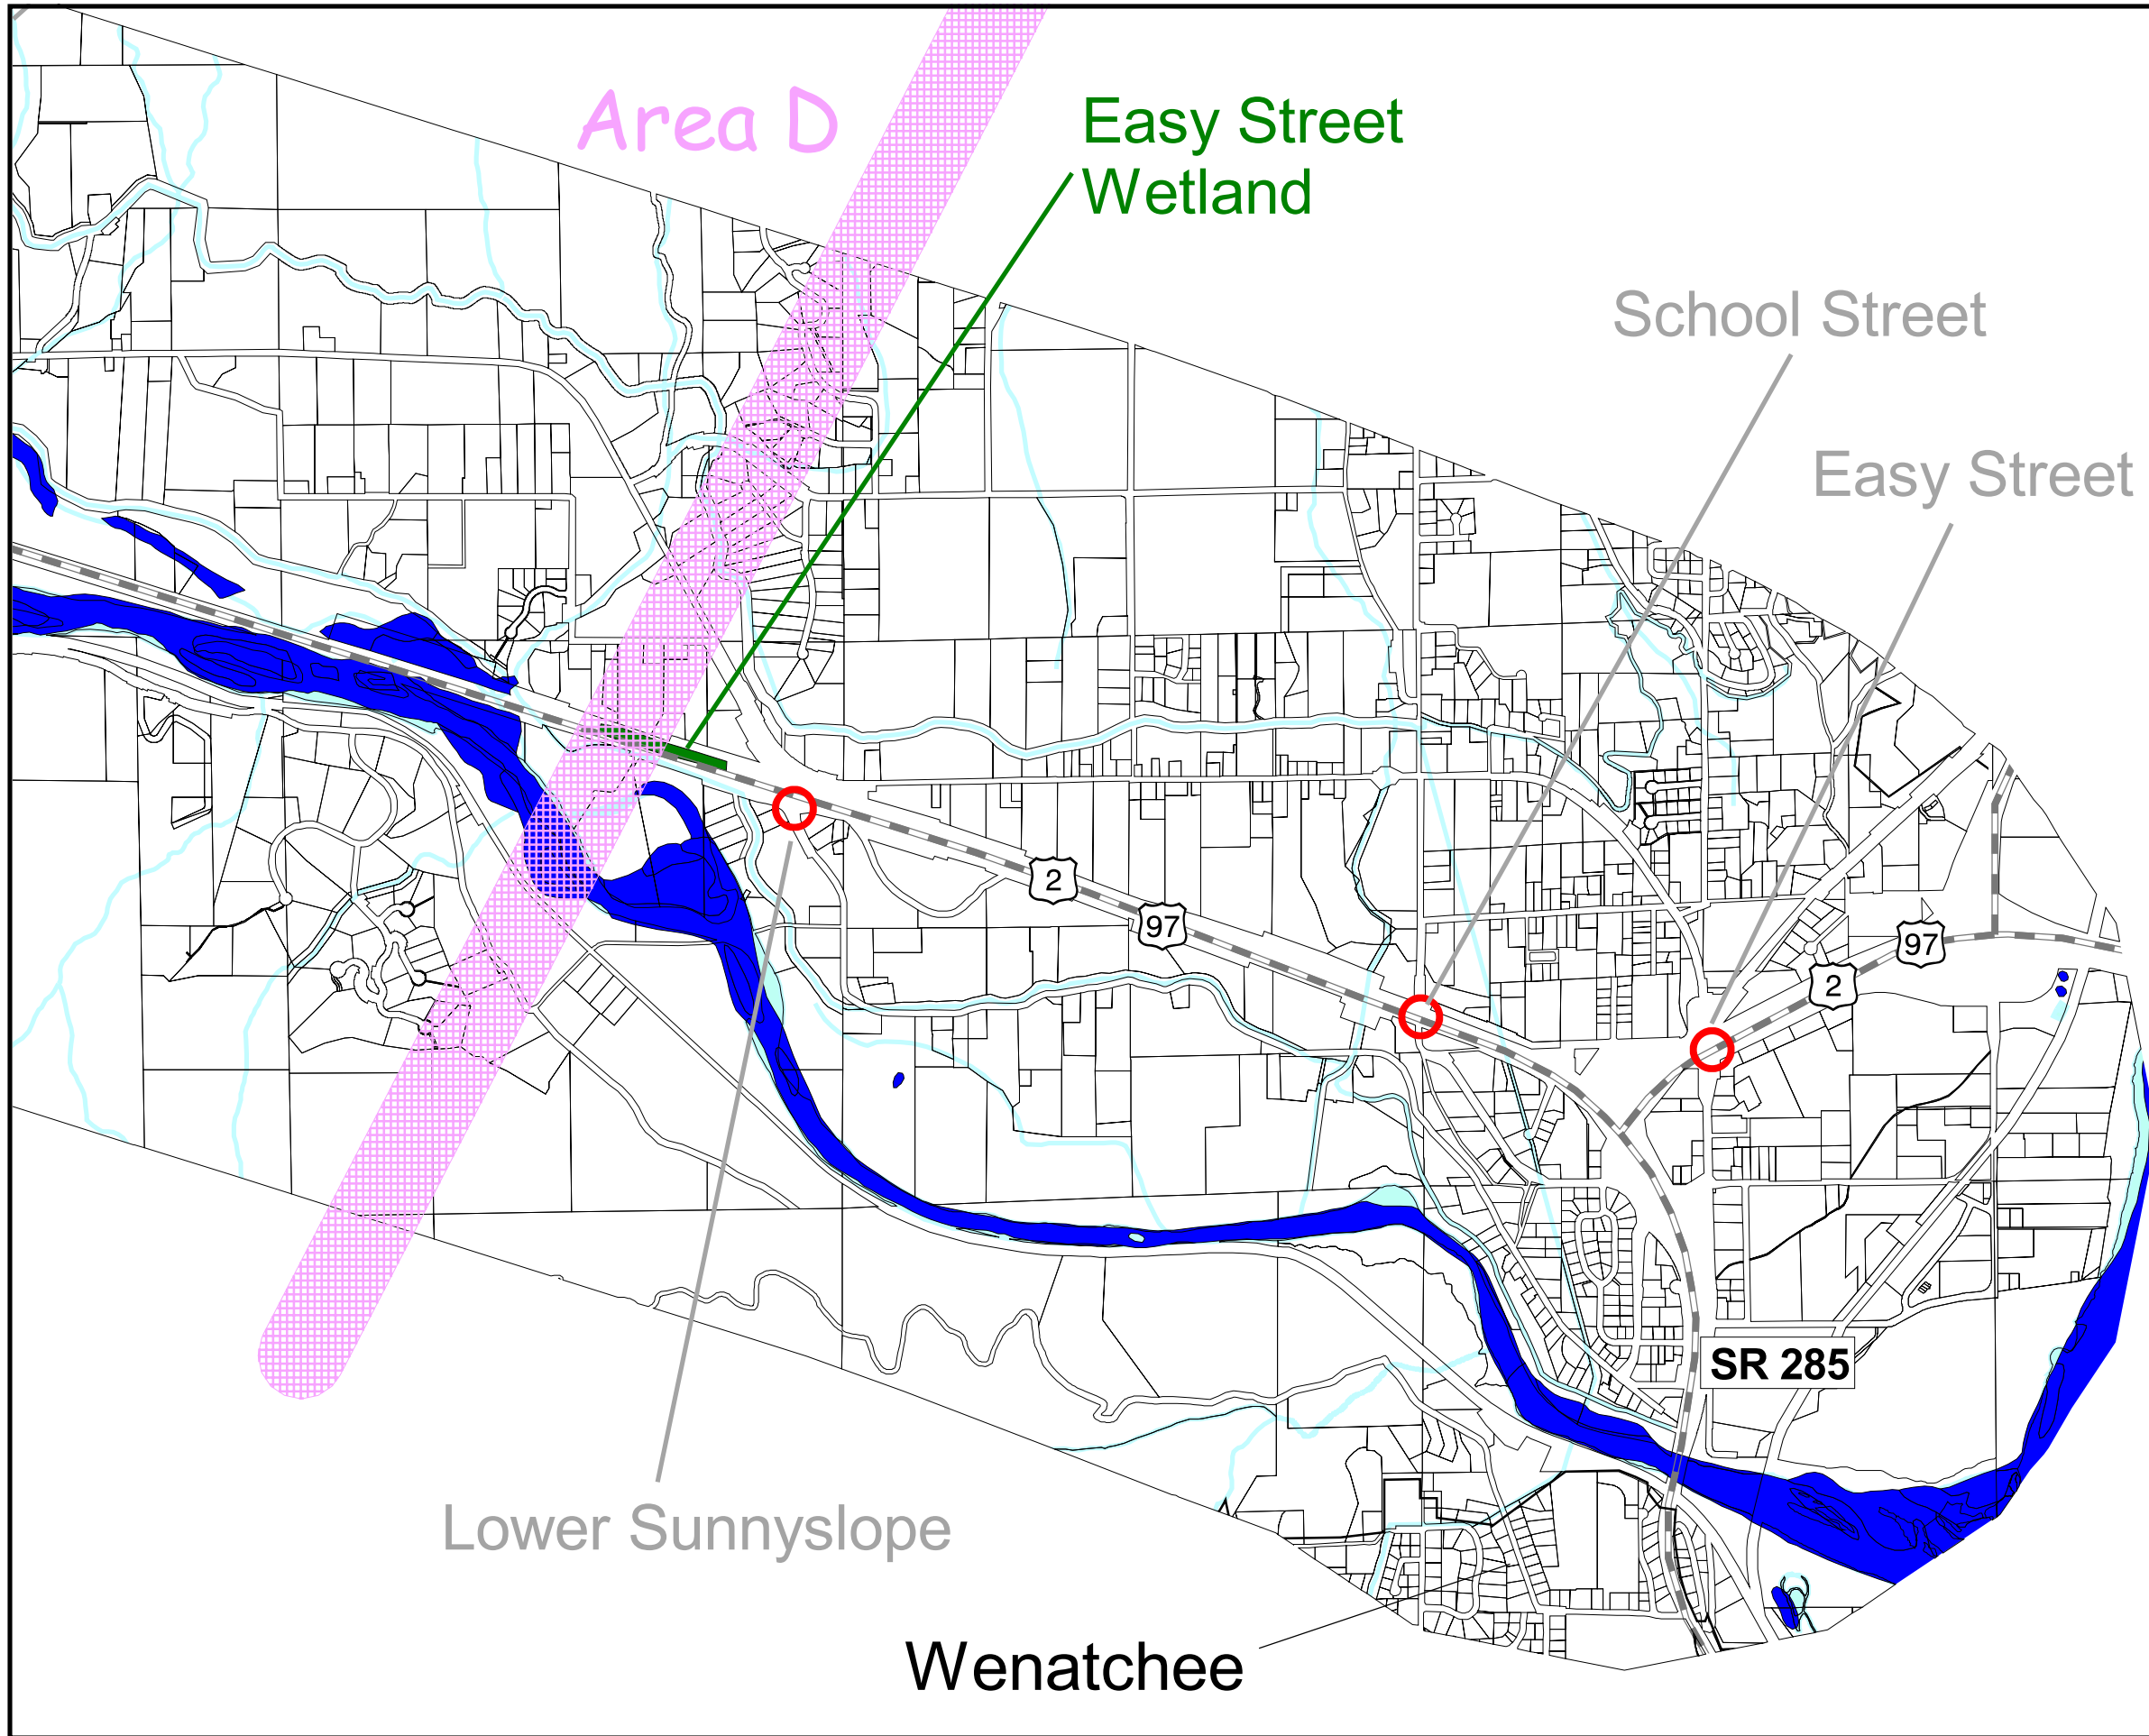 Area D
Easy Street
Wetland
School Street
Easy Street
2
97
97
2
SR 285
Lower Sunnyslope
Wenatchee